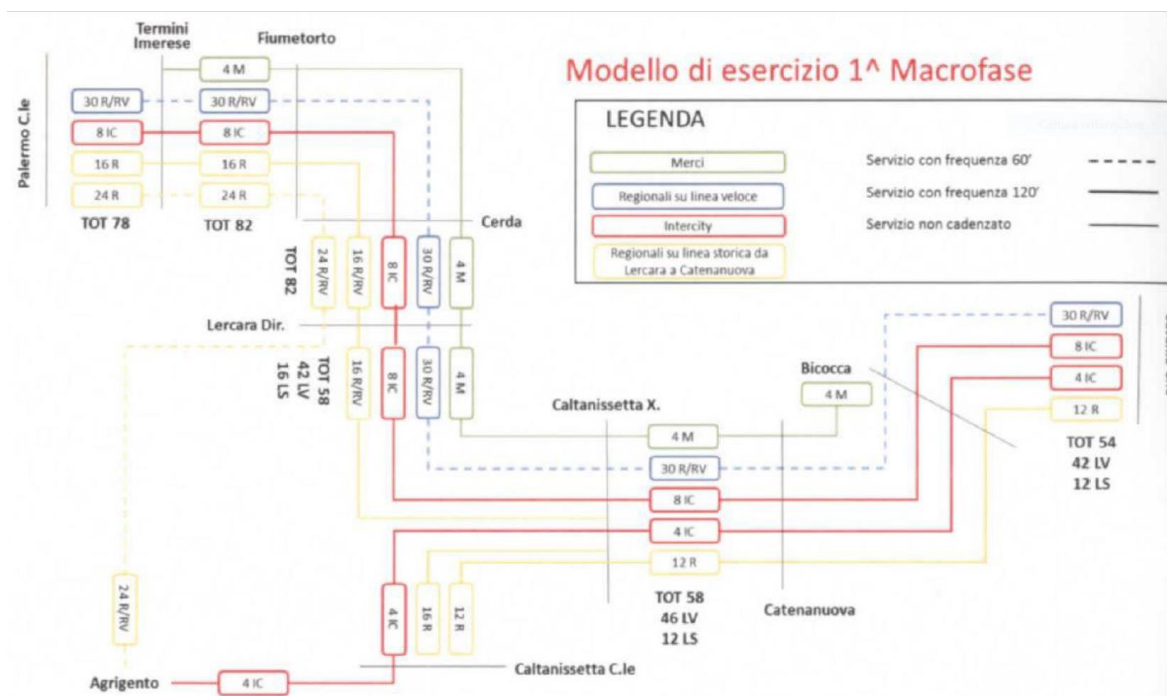 Termini
Imerese
Fiumetorto
Modello di esercizio 1^ Macrofase
Palermo C.le
4 M
30 R/RV
30 R/RV
8 IC
8 IC
16 R
16 R
24 R
24 R
TOT 78
TOT 82
LEGENDA
Merci
Servizio con frequenza 60'
Regionali su linea veloce
Servizio con frequenza 120'
Intercity
Servizio non cadenzato
Regionali su linea storica da
Lercara a Catenanuova
Cerda
TOT 82
24 R/RV
16 R/RV
8 IC
30 R/RV
4 M
Lercara Dir.
TOT 58
42 LV
16 LS
16 R/RV
8 IC
30 R/RV
4 M
30 R/RV
8 IC
4 IC
12 R
TOT 54
42 LV
12 LS
Bicocca
4 M
Caltanissetta X.
4 M
30 R/RV
8 IC
4 IC
12 R
TOT 58
46 LV
12 LS
Catenanuova
24 R/RV
4 IC
16 R
12 R
Caltanissetta C.le
Agrigento
4 IC